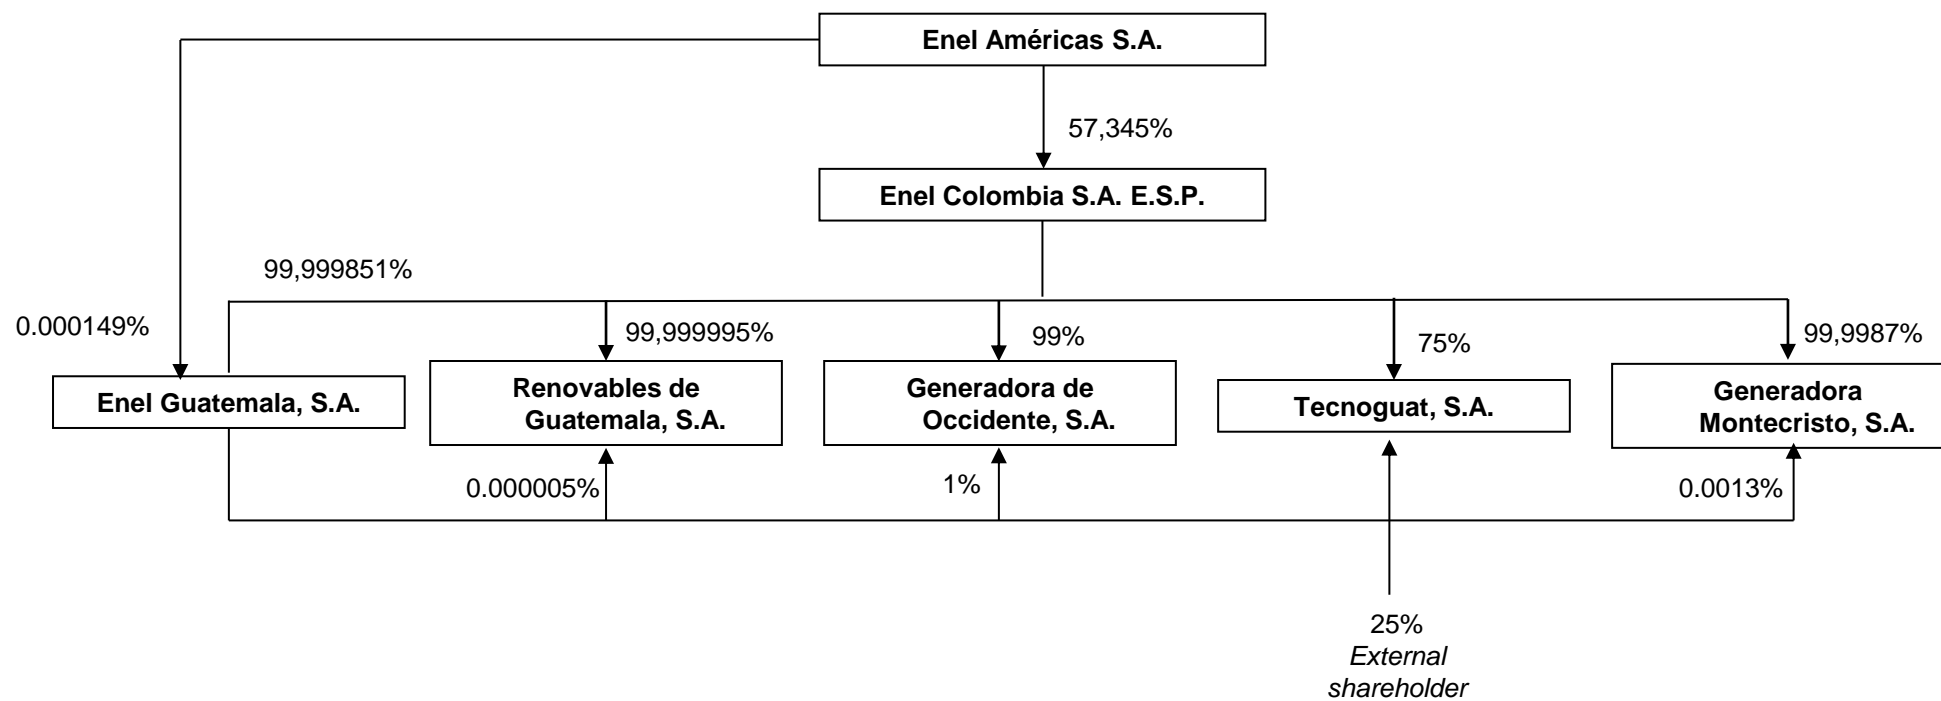 Enel Américas S.A.
57,345%
Enel Colombia S.A. E.S.P.
99,999851%
0.000149%
99,999995%
99%
75%
99,9987%
Enel Guatemala, S.A.
Renovables de
Guatemala, S.A.
Generadora de
Occidente, S.A.
Tecnoguat, S.A.
Generadora
Montecristo, S.A.
0.000005%
1%
0.0013%
25%
External
shareholder